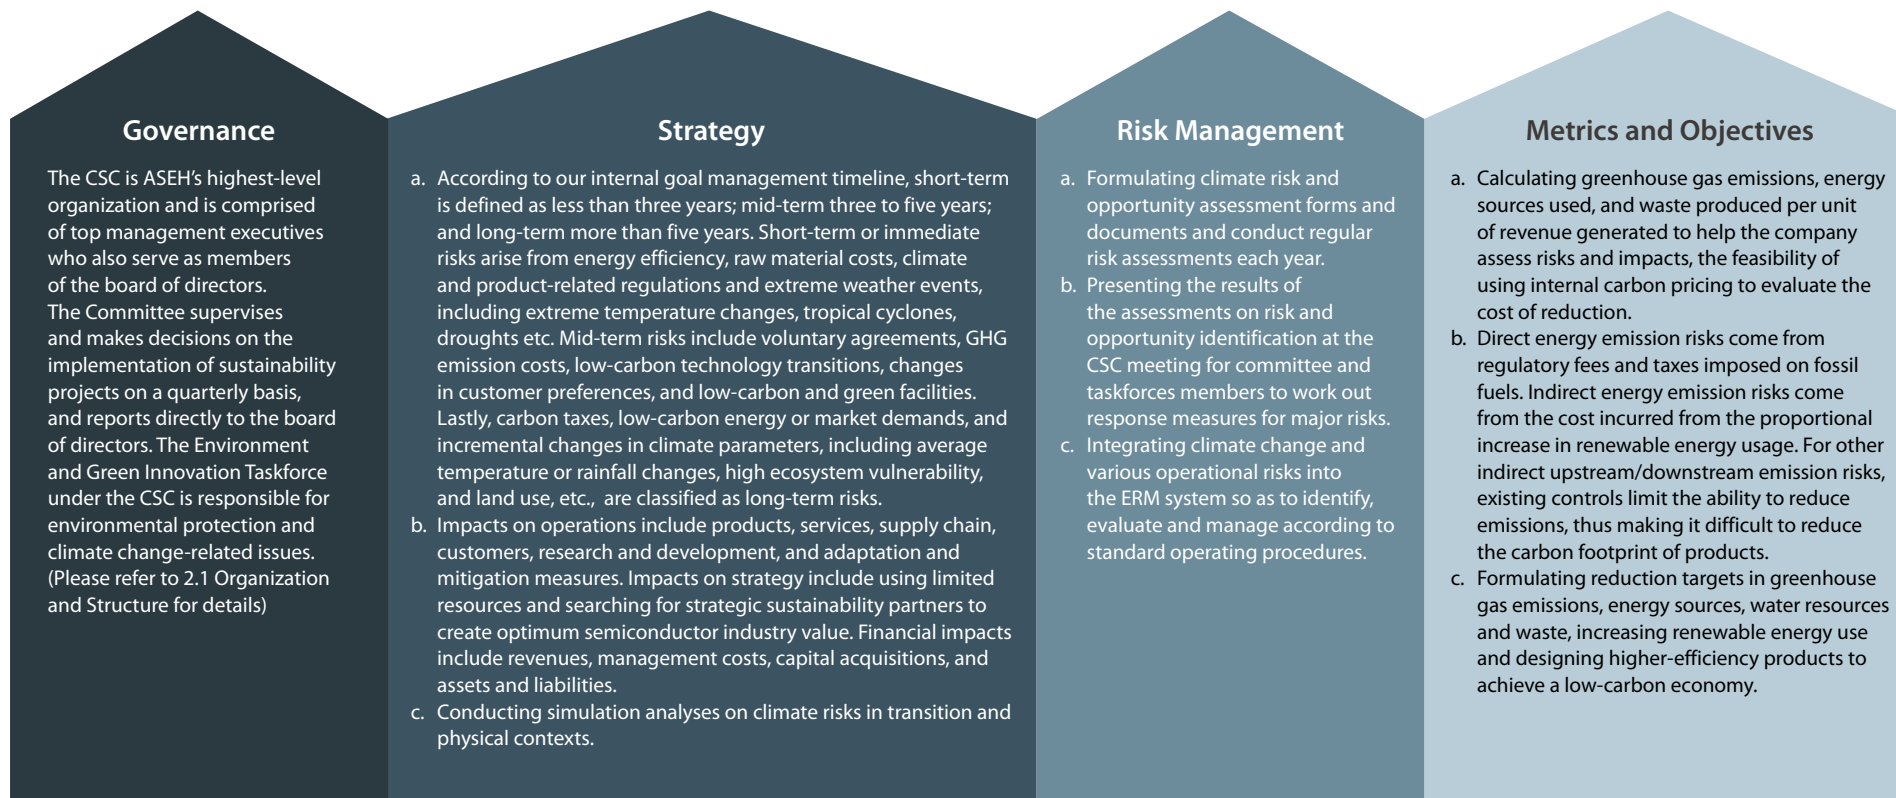 Governance
The CSC is ASEH’s highest-level
organization and is comprised
of top management executives
who also serve as members
of the board of directors.
The Committee supervises
and makes decisions on the
implementation of sustainability
projects on a quarterly basis,
and reports directly to the board
of directors. The Environment
and Green Innovation Taskforce
under the CSC is responsible for
environmental protection and
climate change-related issues.
(Please refer to 2.1 Organization
and Structure for details)
Strategy
a. According to our internal goal management timeline, short-term
is defined as less than three years; mid-term three to five years;
and long-term more than five years. Short-term or immediate
risks arise from energy efficiency, raw material costs, climate
and product-related regulations and extreme weather events,
including extreme temperature changes, tropical cyclones,
droughts etc. Mid-term risks include voluntary agreements, GHG
emission costs, low-carbon technology transitions, changes
in customer preferences, and low-carbon and green facilities.
Lastly, carbon taxes, low-carbon energy or market demands, and
incremental changes in climate parameters, including average
temperature or rainfall changes, high ecosystem vulnerability,
and land use, etc., are classified as long-term risks.
b. Impacts on operations include products, services, supply chain,
customers, research and development, and adaptation and
mitigation measures. Impacts on strategy include using limited
resources and searching for strategic sustainability partners to
create optimum semiconductor industry value. Financial impacts
include revenues, management costs, capital acquisitions, and
assets and liabilities.
c. Conducting simulation analyses on climate risks in transition and
physical contexts.
Risk Management
a. Formulating climate risk and
opportunity assessment forms and
documents and conduct regular
risk assessments each year.
b. Presenting the results of
the assessments on risk and
opportunity identification at the
CSC meeting for committee and
taskforces members to work out
response measures for major risks.
c. Integrating climate change and
various operational risks into
the ERM system so as to identify,
evaluate and manage according to
standard operating procedures.
Metrics and Objectives
a. Calculating greenhouse gas emissions, energy
sources used, and waste produced per unit
of revenue generated to help the company
assess risks and impacts, the feasibility of
using internal carbon pricing to evaluate the
cost of reduction.
b. Direct energy emission risks come from
regulatory fees and taxes imposed on fossil
fuels. Indirect energy emission risks come
from the cost incurred from the proportional
increase in renewable energy usage. For other
indirect upstream/downstream emission risks,
existing controls limit the ability to reduce
emissions, thus making it difficult to reduce
the carbon footprint of products.
c. Formulating reduction targets in greenhouse
gas emissions, energy sources, water resources
and waste, increasing renewable energy use
and designing higher-efficiency products to
achieve a low-carbon economy.